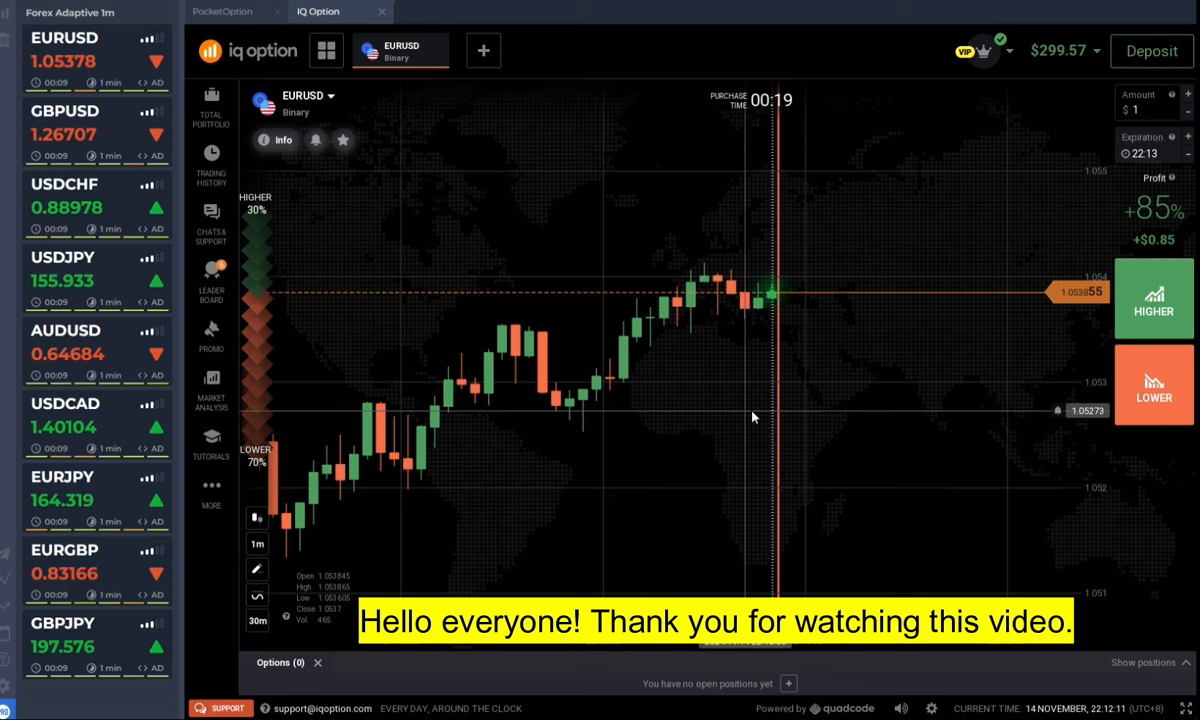 Forex Adaptive 1m
EURUSD
1.05378
00:09 1 min <> AD
GBPUSD
1.26707
00:09 1 min <> AD
USDCHF
0.88978
00:09 1 min <> AD
USDJPY
155.933
00:09 1 min <> AD
AUDUSD
0.64684
00:09 1 min <> AD
USDCAD
1.40104
00:09 1 min <> AD
EURJPY
164.319
00:09 1 min <> AD
EURGBP
0.83166
00:09 1 min <> AD
GBPJPY
197.576
00:09 1 min <> AD
PRO
PocketOption × IQ Option ×
iq option
EURUSD
Binary
+
VIP
$299.57
Deposit
TOTAL
PORTFOLIO
TRADING
HISTORY
CHATS &
SUPPORT
6
LEADER
BOARD
PROMO
MARKET
ANALYSIS
TUTORIALS
MORE
EURUSD
Binary
Info
PURCHASE
TIME
00:19
HIGHER
30%
LOWER
70%
1m
30m
Open 1.053845
High 1.053865
Low 1.053605
Close 1.0537
Vol 465
1.055
1.054
1.053855
1.053
1.05273
1.052
1.051
Amount
$ 1
+
-
Expiration
22:13
+
-
Profit
+85%
+$0.85
HIGHER
LOWER
Hello everyone! Thank you for watching this video.
Options (0) ×
Show positions
You have no open positions yet +
SUPPORT
support@iqoption.com
EVERY DAY, AROUND THE CLOCK
Powered by quadcode
CURRENT TIME: 14 NOVEMBER, 22:12:11 (UTC+8)